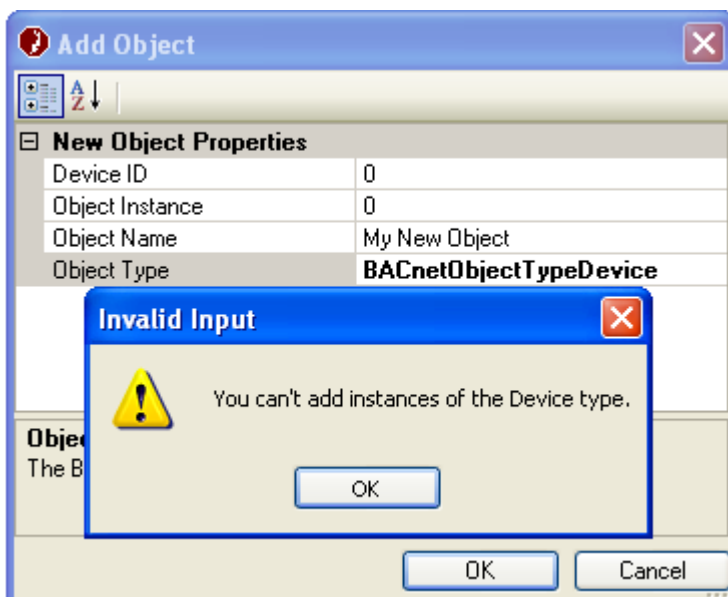 Add Object
A Z
New Object Properties
Device ID 0
Object Instance 0
Object Name My New Object
Object Type BACnetObjectTypeDevice
Invalid Input
You can't add instances of the Device type.
OK
The B
OK Cancel